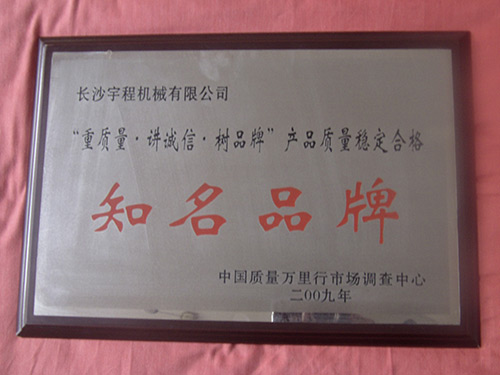 长沙宇程机械有限公司
“重质量·讲诚信·树品牌”产品质量稳定合格
知名品牌
中国质量万里行市场调查中心
二00九年